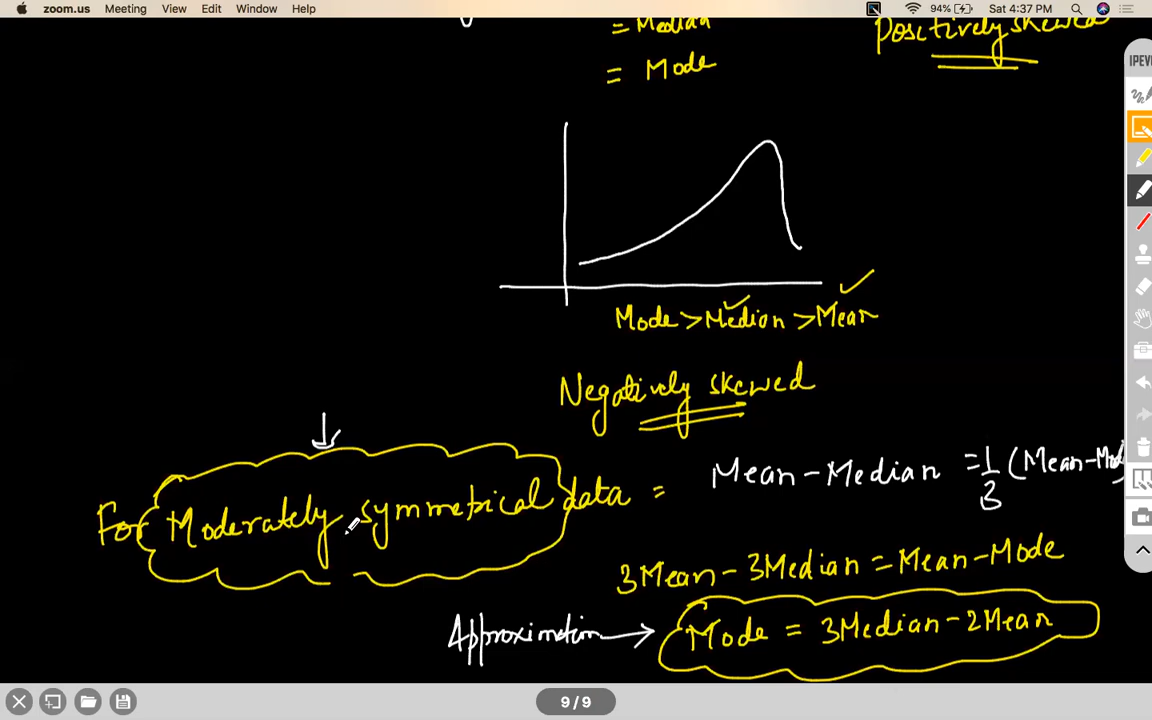 zoom.us Meeting View Edit Window Help 94% Sat 4:37 PM
= Median
= Mode
Positively skewed
IPEV
Mode > Median > Mean
Negatively skewed
For Moderately symmetrical data =
Mean - Median = 1/3 (Mean - Mod
3Mean - 3Median = Mean - Mode
Approximation → Mode = 3Median - 2Mean
9 / 9